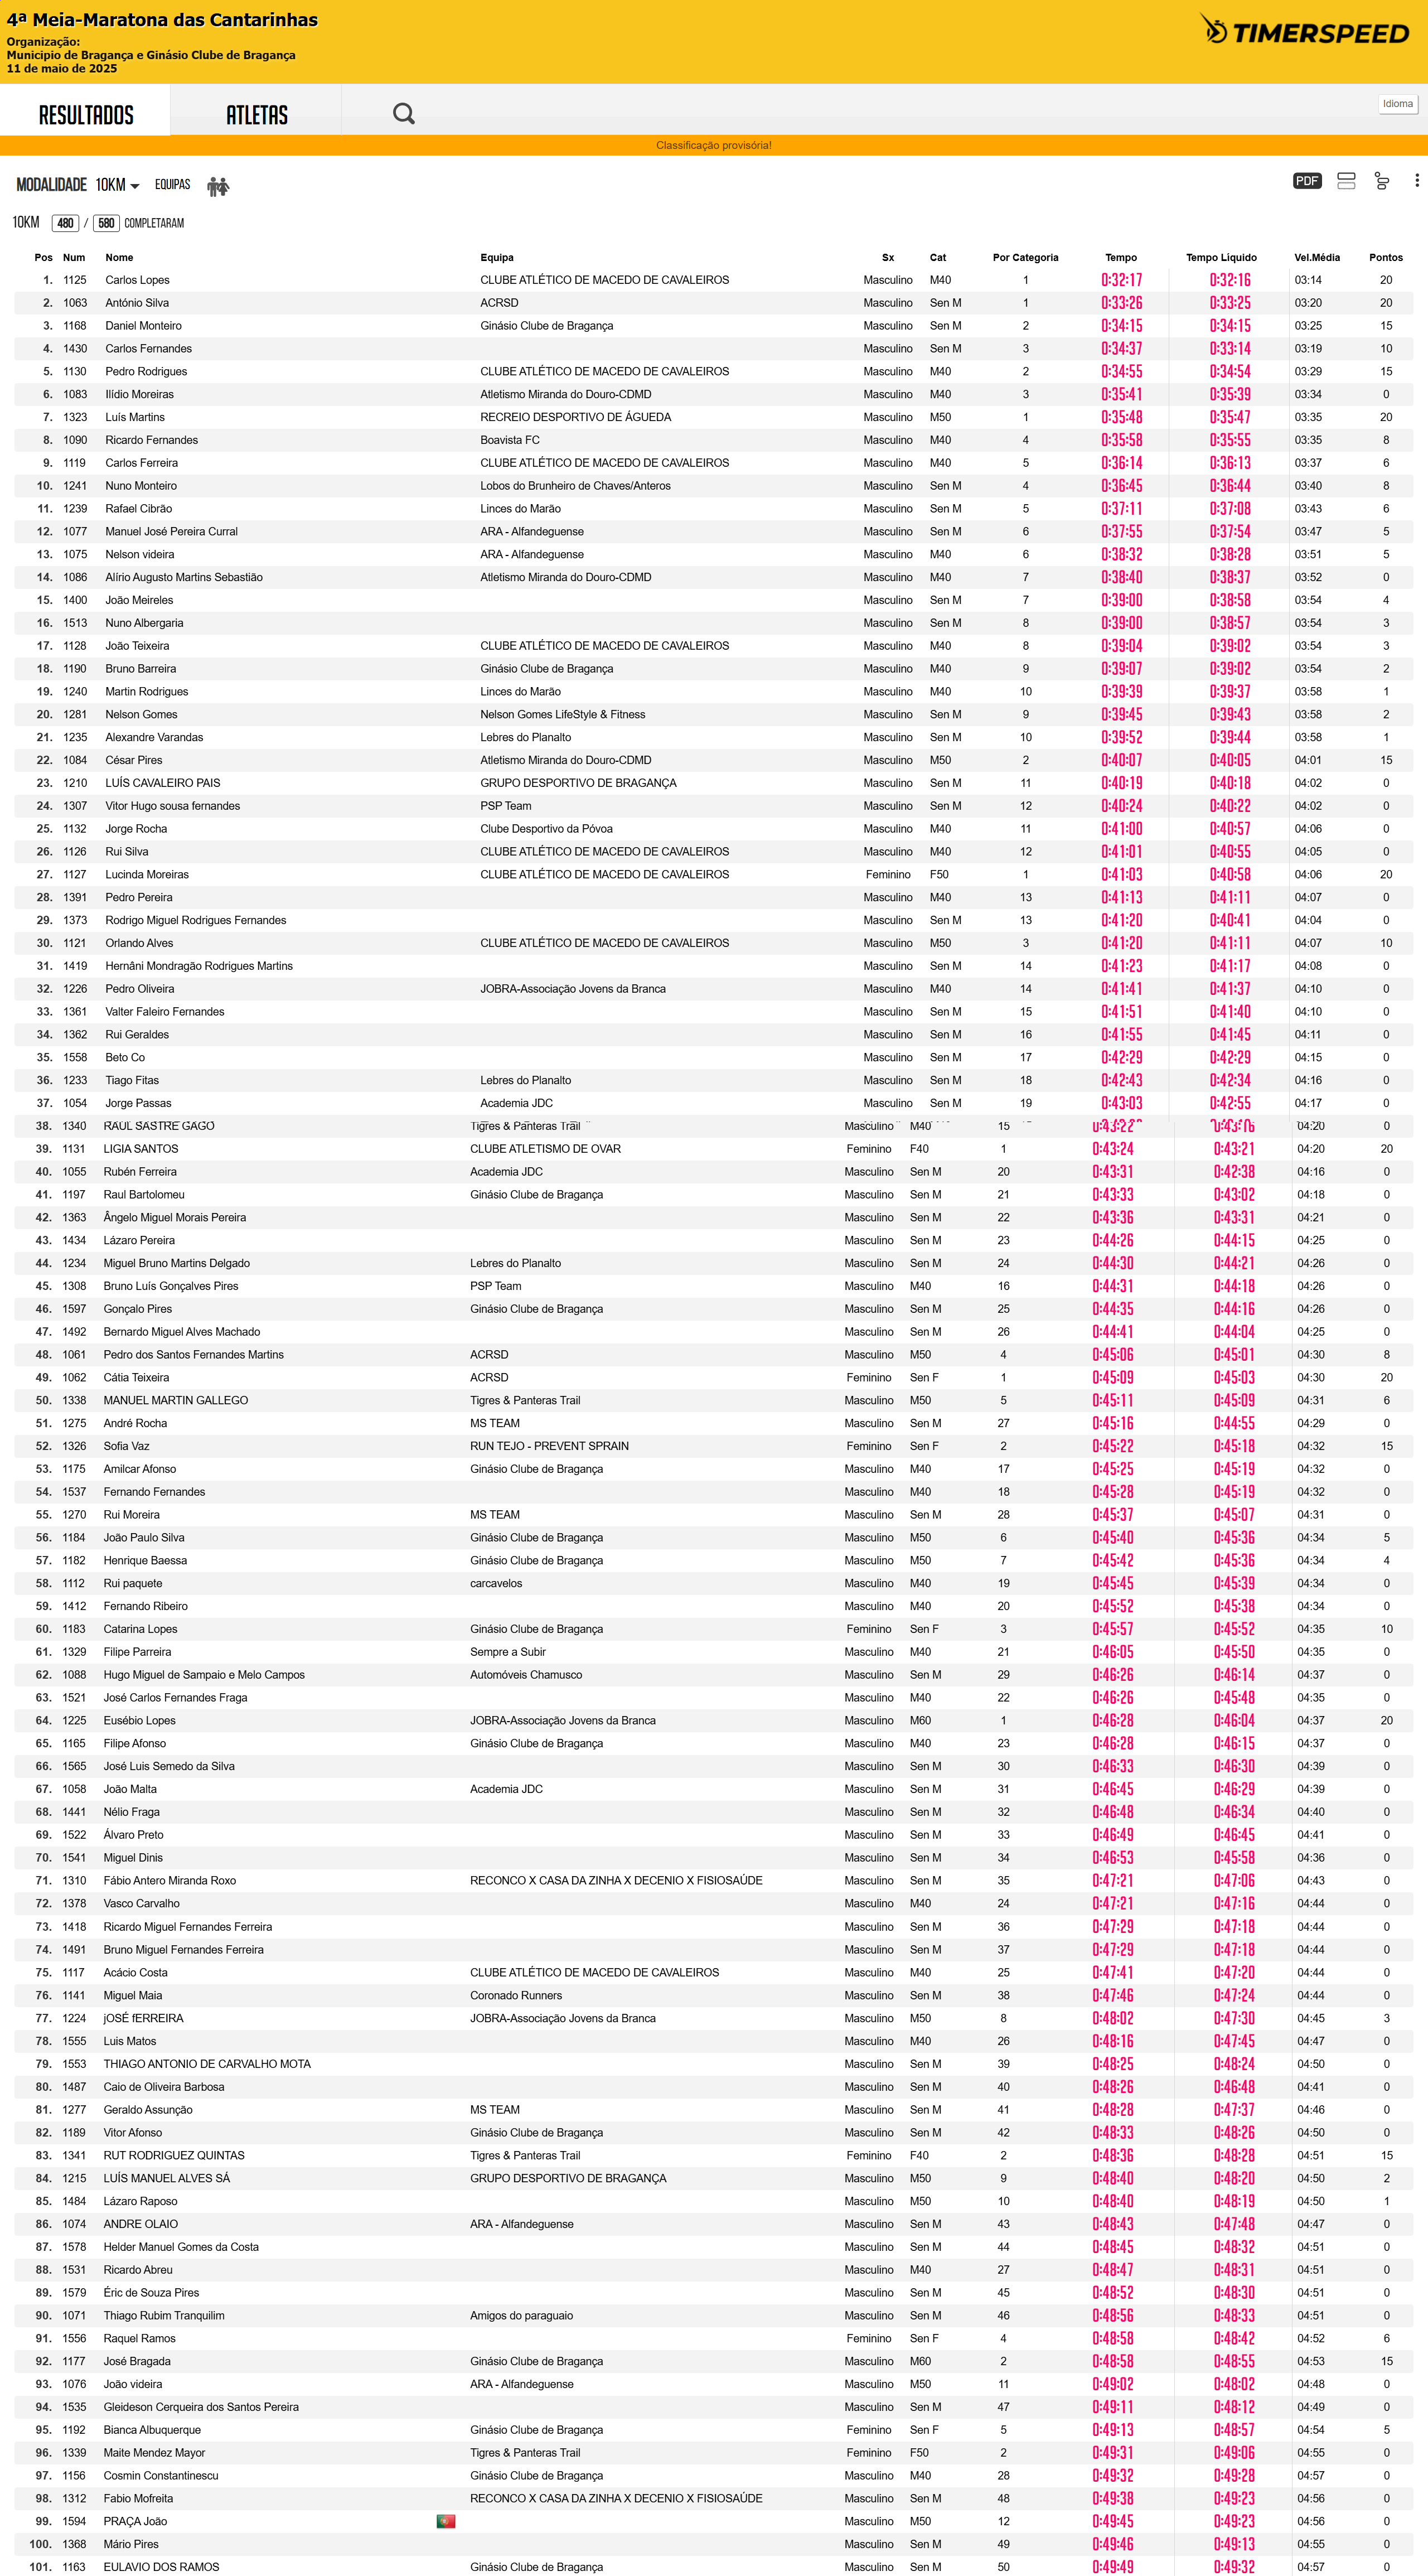 4ª Meia-Maratona das Cantarinhas
Organização:
Municipio de Bragança e Ginásio Clube de Bragança
11 de maio de 2025
TIMERSPEED
RESULTADOS ATLETAS Idioma
Classificação provisória!
MODALIDADE 10KM EQUIPAS PDF
10KM 480 / 580 COMPLETARAM
Pos Num Nome Equipa Sx Cat Por Categoria Tempo Tempo Líquido Vel.Média Pontos
1. 1125 Carlos Lopes CLUBE ATLÉTICO DE MACEDO DE CAVALEIROS Masculino M40 1 0:32:17 0:32:16 03:14 20
2. 1063 António Silva ACRSD Masculino Sen M 1 0:33:26 0:33:25 03:20 20
3. 1168 Daniel Monteiro Ginásio Clube de Bragança Masculino Sen M 2 0:34:15 0:34:15 03:25 15
4. 1430 Carlos Fernandes Masculino Sen M 3 0:34:37 0:33:14 03:19 10
5. 1130 Pedro Rodrigues CLUBE ATLÉTICO DE MACEDO DE CAVALEIROS Masculino M40 2 0:34:55 0:34:54 03:29 15
6. 1083 Ilídio Moreiras Atletismo Miranda do Douro-CDMD Masculino M40 3 0:35:41 0:35:39 03:34 0
7. 1323 Luís Martins RECREIO DESPORTIVO DE ÁGUEDA Masculino M50 1 0:35:48 0:35:47 03:35 20
8. 1090 Ricardo Fernandes Boavista FC Masculino M40 4 0:35:58 0:35:55 03:35 8
9. 1119 Carlos Ferreira CLUBE ATLÉTICO DE MACEDO DE CAVALEIROS Masculino M40 5 0:36:14 0:36:13 03:37 6
10. 1241 Nuno Monteiro Lobos do Brunheiro de Chaves/Anteros Masculino Sen M 4 0:36:45 0:36:44 03:40 8
11. 1239 Rafael Cibrão Linces do Marão Masculino Sen M 5 0:37:11 0:37:08 03:43 6
12. 1077 Manuel José Pereira Curral ARA - Alfandeguense Masculino Sen M 6 0:37:55 0:37:54 03:47 5
13. 1075 Nelson videira ARA - Alfandeguense Masculino M40 6 0:38:32 0:38:28 03:51 5
14. 1086 Alírio Augusto Martins Sebastião Atletismo Miranda do Douro-CDMD Masculino M40 7 0:38:40 0:38:37 03:52 0
15. 1400 João Meireles Masculino Sen M 7 0:39:00 0:38:58 03:54 4
16. 1513 Nuno Albergaria Masculino Sen M 8 0:39:00 0:38:57 03:54 3
17. 1128 João Teixeira CLUBE ATLÉTICO DE MACEDO DE CAVALEIROS Masculino M40 8 0:39:04 0:39:02 03:54 3
18. 1190 Bruno Barreira Ginásio Clube de Bragança Masculino M40 9 0:39:07 0:39:02 03:54 2
19. 1240 Martin Rodrigues Linces do Marão Masculino M40 10 0:39:39 0:39:37 03:58 1
20. 1281 Nelson Gomes Nelson Gomes LifeStyle & Fitness Masculino Sen M 9 0:39:45 0:39:43 03:58 2
21. 1235 Alexandre Varandas Lebres do Planalto Masculino Sen M 10 0:39:52 0:39:44 03:58 1
22. 1084 César Pires Atletismo Miranda do Douro-CDMD Masculino M50 2 0:40:07 0:40:05 04:01 15
23. 1210 LUÍS CAVALEIRO PAIS GRUPO DESPORTIVO DE BRAGANÇA Masculino Sen M 11 0:40:19 0:40:18 04:02 0
24. 1307 Vitor Hugo sousa fernandes PSP Team Masculino Sen M 12 0:40:24 0:40:22 04:02 0
25. 1132 Jorge Rocha Clube Desportivo da Póvoa Masculino M40 11 0:41:00 0:40:57 04:06 0
26. 1126 Rui Silva CLUBE ATLÉTICO DE MACEDO DE CAVALEIROS Masculino M40 12 0:41:01 0:40:55 04:05 0
27. 1127 Lucinda Moreiras CLUBE ATLÉTICO DE MACEDO DE CAVALEIROS Feminino F50 1 0:41:03 0:40:58 04:06 20
28. 1391 Pedro Pereira Masculino M40 13 0:41:13 0:41:11 04:07 0
29. 1373 Rodrigo Miguel Rodrigues Fernandes Masculino Sen M 13 0:41:20 0:40:41 04:04 0
30. 1121 Orlando Alves CLUBE ATLÉTICO DE MACEDO DE CAVALEIROS Masculino M50 3 0:41:20 0:41:11 04:07 10
31. 1419 Hernâni Mondragão Rodrigues Martins Masculino Sen M 14 0:41:23 0:41:17 04:08 0
32. 1226 Pedro Oliveira JOBRA-Associação Jovens da Branca Masculino M40 14 0:41:41 0:41:37 04:10 0
33. 1361 Valter Faleiro Fernandes Masculino Sen M 15 0:41:51 0:41:40 04:10 0
34. 1362 Rui Geraldes Masculino Sen M 16 0:41:55 0:41:45 04:11 0
35. 1558 Beto Co Masculino Sen M 17 0:42:29 0:42:29 04:15 0
36. 1233 Tiago Fitas Lebres do Planalto Masculino Sen M 18 0:42:43 0:42:34 04:16 0
37. 1054 Jorge Passas Academia JDC Masculino Sen M 19 0:43:03 0:42:55 04:17 0
38. 1340 RAUL SASTRE GAGO Tigres & Panteras Trail Masculino M40 15 0:43:22 0:43:16 04:20 0
39. 1131 LIGIA SANTOS CLUBE ATLETISMO DE OVAR Feminino F40 1 0:43:24 0:43:21 04:20 20
40. 1055 Rubén Ferreira Academia JDC Masculino Sen M 20 0:43:31 0:42:38 04:16 0
41. 1197 Raul Bartolomeu Ginásio Clube de Bragança Masculino Sen M 21 0:43:33 0:43:02 04:18 0
42. 1363 Ângelo Miguel Morais Pereira Masculino Sen M 22 0:43:36 0:43:31 04:21 0
43. 1434 Lázaro Pereira Masculino Sen M 23 0:44:26 0:44:15 04:25 0
44. 1234 Miguel Bruno Martins Delgado Lebres do Planalto Masculino Sen M 24 0:44:30 0:44:21 04:26 0
45. 1308 Bruno Luís Gonçalves Pires PSP Team Masculino M40 16 0:44:31 0:44:18 04:26 0
46. 1597 Gonçalo Pires Ginásio Clube de Bragança Masculino Sen M 25 0:44:35 0:44:16 04:26 0
47. 1492 Bernardo Miguel Alves Machado Masculino Sen M 26 0:44:41 0:44:04 04:25 0
48. 1061 Pedro dos Santos Fernandes Martins ACRSD Masculino M50 4 0:45:06 0:45:01 04:30 8
49. 1062 Cátia Teixeira ACRSD Feminino Sen F 1 0:45:09 0:45:03 04:30 20
50. 1338 MANUEL MARTIN GALLEGO Tigres & Panteras Trail Masculino M50 5 0:45:11 0:45:09 04:31 6
51. 1275 André Rocha MS TEAM Masculino Sen M 27 0:45:16 0:44:55 04:29 0
52. 1326 Sofia Vaz RUN TEJO - PREVENT SPRAIN Feminino Sen F 2 0:45:22 0:45:18 04:32 15
53. 1175 Amilcar Afonso Ginásio Clube de Bragança Masculino M40 17 0:45:25 0:45:19 04:32 0
54. 1537 Fernando Fernandes Masculino M40 18 0:45:28 0:45:19 04:32 0
55. 1270 Rui Moreira MS TEAM Masculino Sen M 28 0:45:37 0:45:07 04:31 0
56. 1184 João Paulo Silva Ginásio Clube de Bragança Masculino M50 6 0:45:40 0:45:36 04:34 5
57. 1182 Henrique Baessa Ginásio Clube de Bragança Masculino M50 7 0:45:42 0:45:36 04:34 4
58. 1112 Rui paquete carcavelos Masculino M40 19 0:45:45 0:45:39 04:34 0
59. 1412 Fernando Ribeiro Masculino M40 20 0:45:52 0:45:38 04:34 0
60. 1183 Catarina Lopes Ginásio Clube de Bragança Feminino Sen F 3 0:45:57 0:45:52 04:35 10
61. 1329 Filipe Parreira Sempre a Subir Masculino M40 21 0:46:05 0:45:50 04:35 0
62. 1088 Hugo Miguel de Sampaio e Melo Campos Automóveis Chamusco Masculino Sen M 29 0:46:26 0:46:14 04:37 0
63. 1521 José Carlos Fernandes Fraga Masculino M40 22 0:46:26 0:45:48 04:35 0
64. 1225 Eusébio Lopes JOBRA-Associação Jovens da Branca Masculino M60 1 0:46:28 0:46:04 04:37 20
65. 1165 Filipe Afonso Ginásio Clube de Bragança Masculino M40 23 0:46:28 0:46:15 04:37 0
66. 1565 José Luis Semedo da Silva Masculino Sen M 30 0:46:33 0:46:30 04:39 0
67. 1058 João Malta Academia JDC Masculino Sen M 31 0:46:45 0:46:29 04:39 0
68. 1441 Nélio Fraga Masculino Sen M 32 0:46:48 0:46:34 04:40 0
69. 1522 Álvaro Preto Masculino Sen M 33 0:46:49 0:46:45 04:41 0
70. 1541 Miguel Dinis Masculino Sen M 34 0:46:53 0:45:58 04:36 0
71. 1310 Fábio Antero Miranda Roxo RECONCO X CASA DA ZINHA X DECENIO X FISIOSAÚDE Masculino Sen M 35 0:47:21 0:47:06 04:43 0
72. 1378 Vasco Carvalho Masculino M40 24 0:47:21 0:47:16 04:44 0
73. 1418 Ricardo Miguel Fernandes Ferreira Masculino Sen M 36 0:47:29 0:47:18 04:44 0
74. 1491 Bruno Miguel Fernandes Ferreira Masculino Sen M 37 0:47:29 0:47:18 04:44 0
75. 1117 Acácio Costa CLUBE ATLÉTICO DE MACEDO DE CAVALEIROS Masculino M40 25 0:47:41 0:47:20 04:44 0
76. 1141 Miguel Maia Coronado Runners Masculino Sen M 38 0:47:46 0:47:24 04:44 0
77. 1224 jOSÉ fERREIRA JOBRA-Associação Jovens da Branca Masculino M50 8 0:48:02 0:47:30 04:45 3
78. 1555 Luis Matos Masculino M40 26 0:48:16 0:47:45 04:47 0
79. 1553 THIAGO ANTONIO DE CARVALHO MOTA Masculino Sen M 39 0:48:25 0:48:24 04:50 0
80. 1487 Caio de Oliveira Barbosa Masculino Sen M 40 0:48:26 0:46:48 04:41 0
81. 1277 Geraldo Assunção MS TEAM Masculino Sen M 41 0:48:28 0:47:37 04:46 0
82. 1189 Vitor Afonso Ginásio Clube de Bragança Masculino Sen M 42 0:48:33 0:48:26 04:50 0
83. 1341 RUT RODRIGUEZ QUINTAS Tigres & Panteras Trail Feminino F40 2 0:48:36 0:48:28 04:51 15
84. 1215 LUÍS MANUEL ALVES SÁ GRUPO DESPORTIVO DE BRAGANÇA Masculino M50 9 0:48:40 0:48:20 04:50 2
85. 1484 Lázaro Raposo Masculino M50 10 0:48:40 0:48:19 04:50 1
86. 1074 ANDRE OLAIO ARA - Alfandeguense Masculino Sen M 43 0:48:43 0:47:48 04:47 0
87. 1578 Helder Manuel Gomes da Costa Masculino Sen M 44 0:48:45 0:48:32 04:51 0
88. 1531 Ricardo Abreu Masculino M40 27 0:48:47 0:48:31 04:51 0
89. 1579 Éric de Souza Pires Masculino Sen M 45 0:48:52 0:48:30 04:51 0
90. 1071 Thiago Rubim Tranquilim Amigos do paraguaio Masculino Sen M 46 0:48:56 0:48:33 04:51 0
91. 1556 Raquel Ramos Feminino Sen F 4 0:48:58 0:48:42 04:52 6
92. 1177 José Bragada Ginásio Clube de Bragança Masculino M60 2 0:48:58 0:48:55 04:53 15
93. 1076 João videira ARA - Alfandeguense Masculino M50 11 0:49:02 0:48:02 04:48 0
94. 1535 Gleideson Cerqueira dos Santos Pereira Masculino Sen M 47 0:49:11 0:48:12 04:49 0
95. 1192 Bianca Albuquerque Ginásio Clube de Bragança Feminino Sen F 5 0:49:13 0:48:57 04:54 5
96. 1339 Maite Mendez Mayor Tigres & Panteras Trail Feminino F50 2 0:49:31 0:49:06 04:55 0
97. 1156 Cosmin Constantinescu Ginásio Clube de Bragança Masculino M40 28 0:49:32 0:49:28 04:57 0
98. 1312 Fabio Mofreita RECONCO X CASA DA ZINHA X DECENIO X FISIOSAÚDE Masculino Sen M 48 0:49:38 0:49:23 04:56 0
99. 1594 PRAÇA João Masculino M50 12 0:49:45 0:49:23 04:56 0
100. 1368 Mário Pires Masculino Sen M 49 0:49:46 0:49:13 04:55 0
101. 1163 EULAVIO DOS RAMOS Ginásio Clube de Bragança Masculino Sen M 50 0:49:49 0:49:32 04:57 0